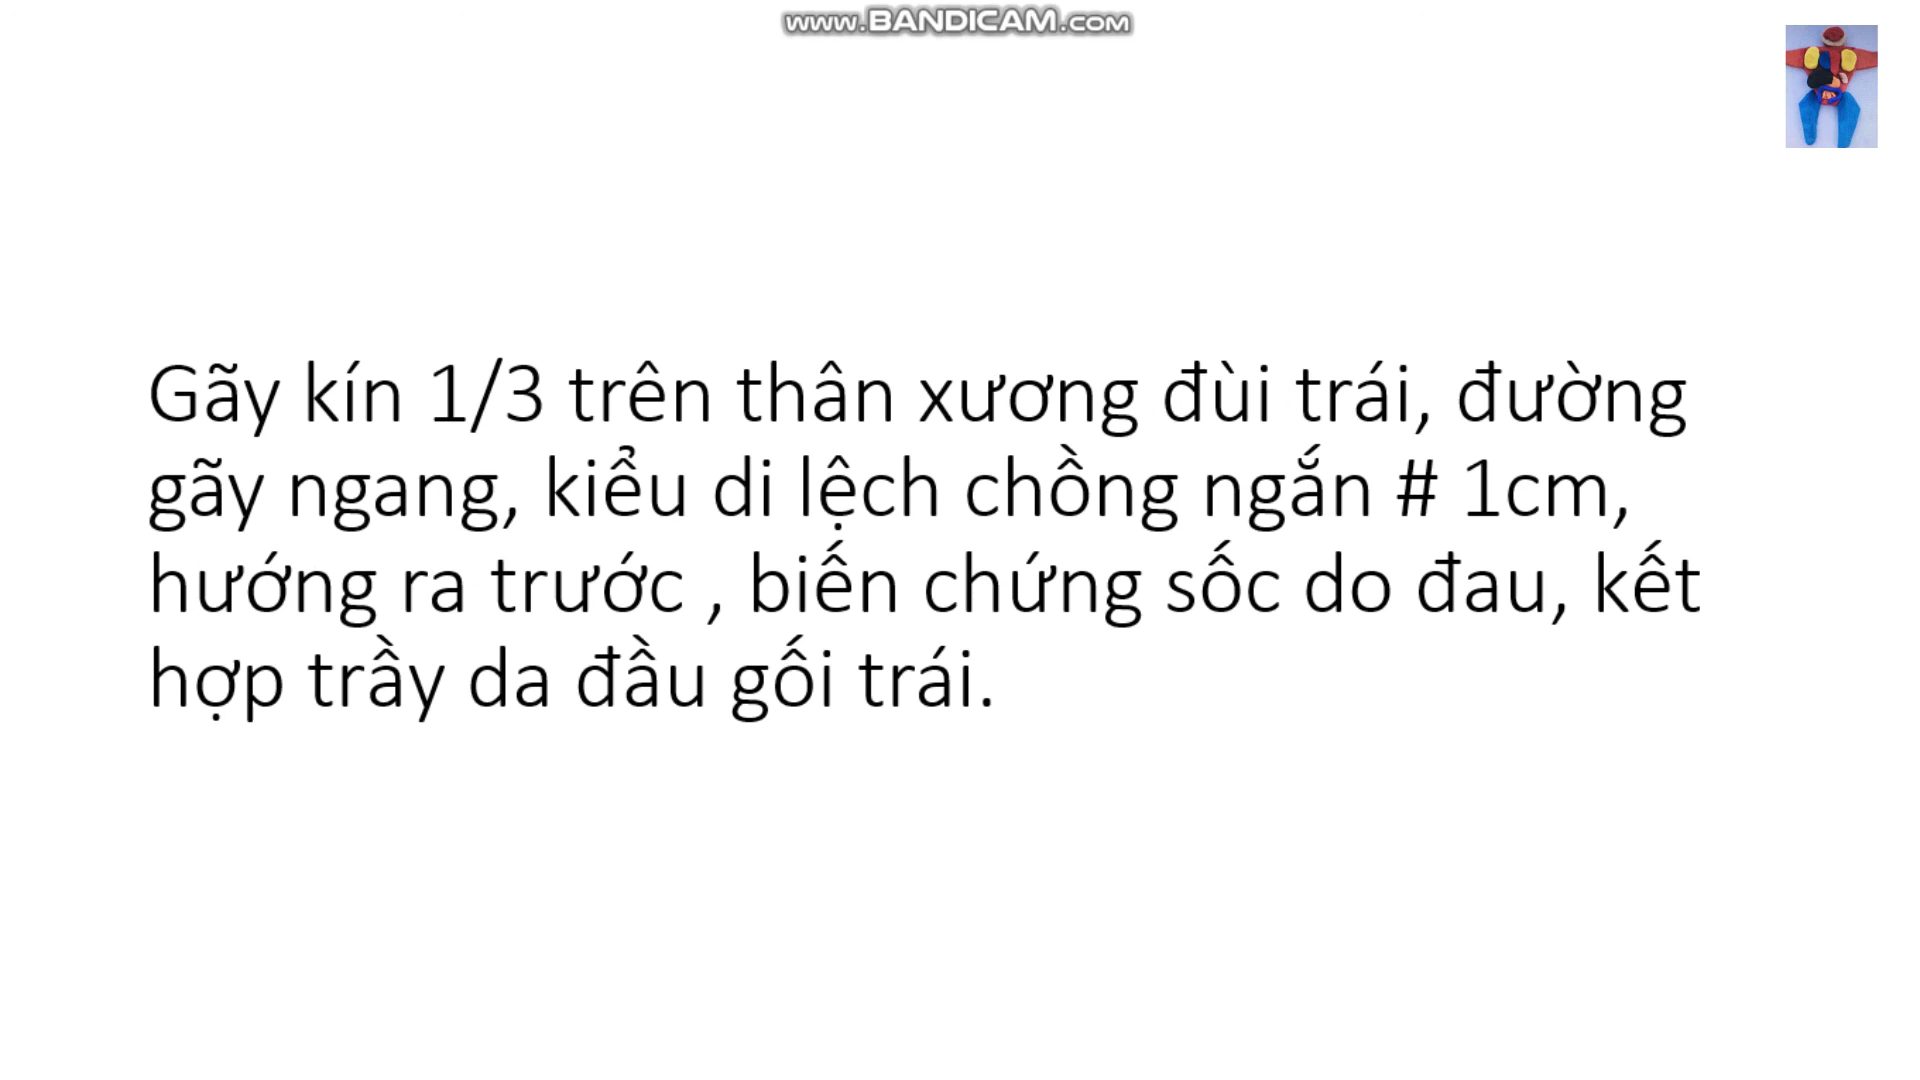 www.BANDICAM.com
Gãy kín 1/3 trên thân xương đùi trái, đường
gãy ngang, kiểu di lệch chồng ngắn # 1cm,
hướng ra trước , biến chứng sốc do đau, kết
hợp trầy da đầu gối trái.